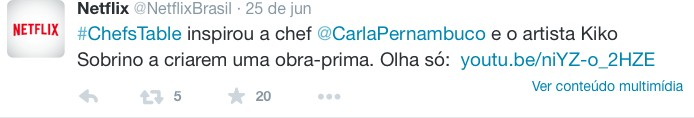 NETFLIX
Netflix @NetflixBrasil · 25 de jun
#ChefsTable inspirou a chef @CarlaPernambuco e o artista Kiko
Sobrino a criarem uma obra-prima. Olha só: youtu.be/niYZ-o_2HZE
5 20 Ver conteúdo multimídia